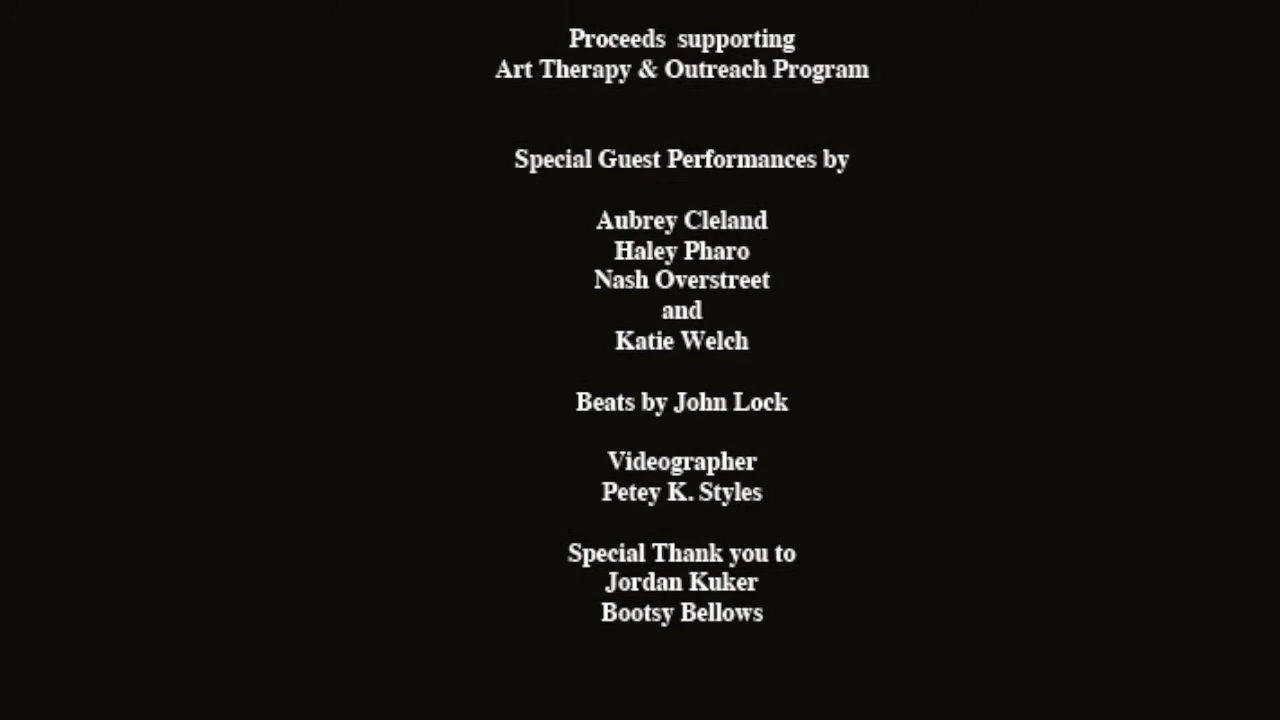 Proceeds  supporting
Art Therapy & Outreach Program
Special Guest Performances by
Aubrey Cleland
Haley Pharo
Nash Overstreet
and
Katie Welch
Beats by John Lock
Videographer
Petey K. Styles
Special Thank you to
Jordan Kuker
Bootsy Bellows